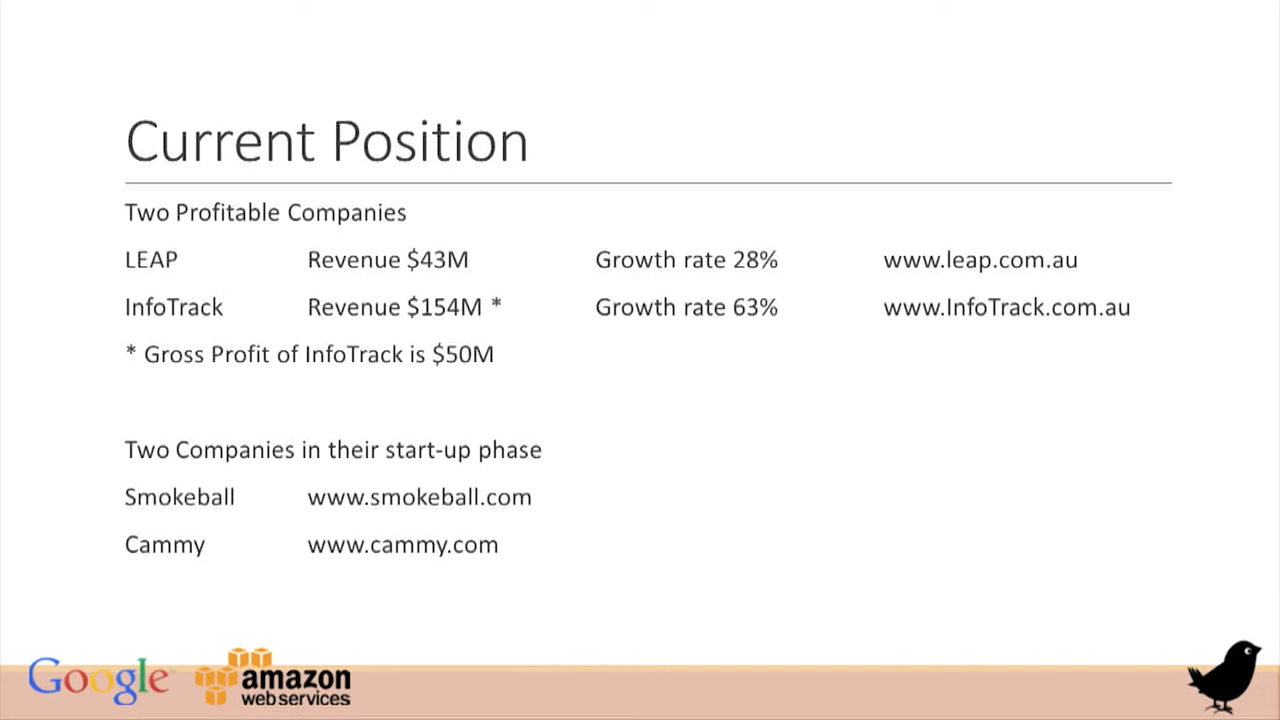 Current Position
Two Profitable Companies
LEAP Revenue $43M Growth rate 28% www.leap.com.au
InfoTrack Revenue $154M * Growth rate 63% www.InfoTrack.com.au
* Gross Profit of InfoTrack is $50M
Two Companies in their start-up phase
Smokeball www.smokeball.com
Cammy www.cammy.com
Google amazon
web services